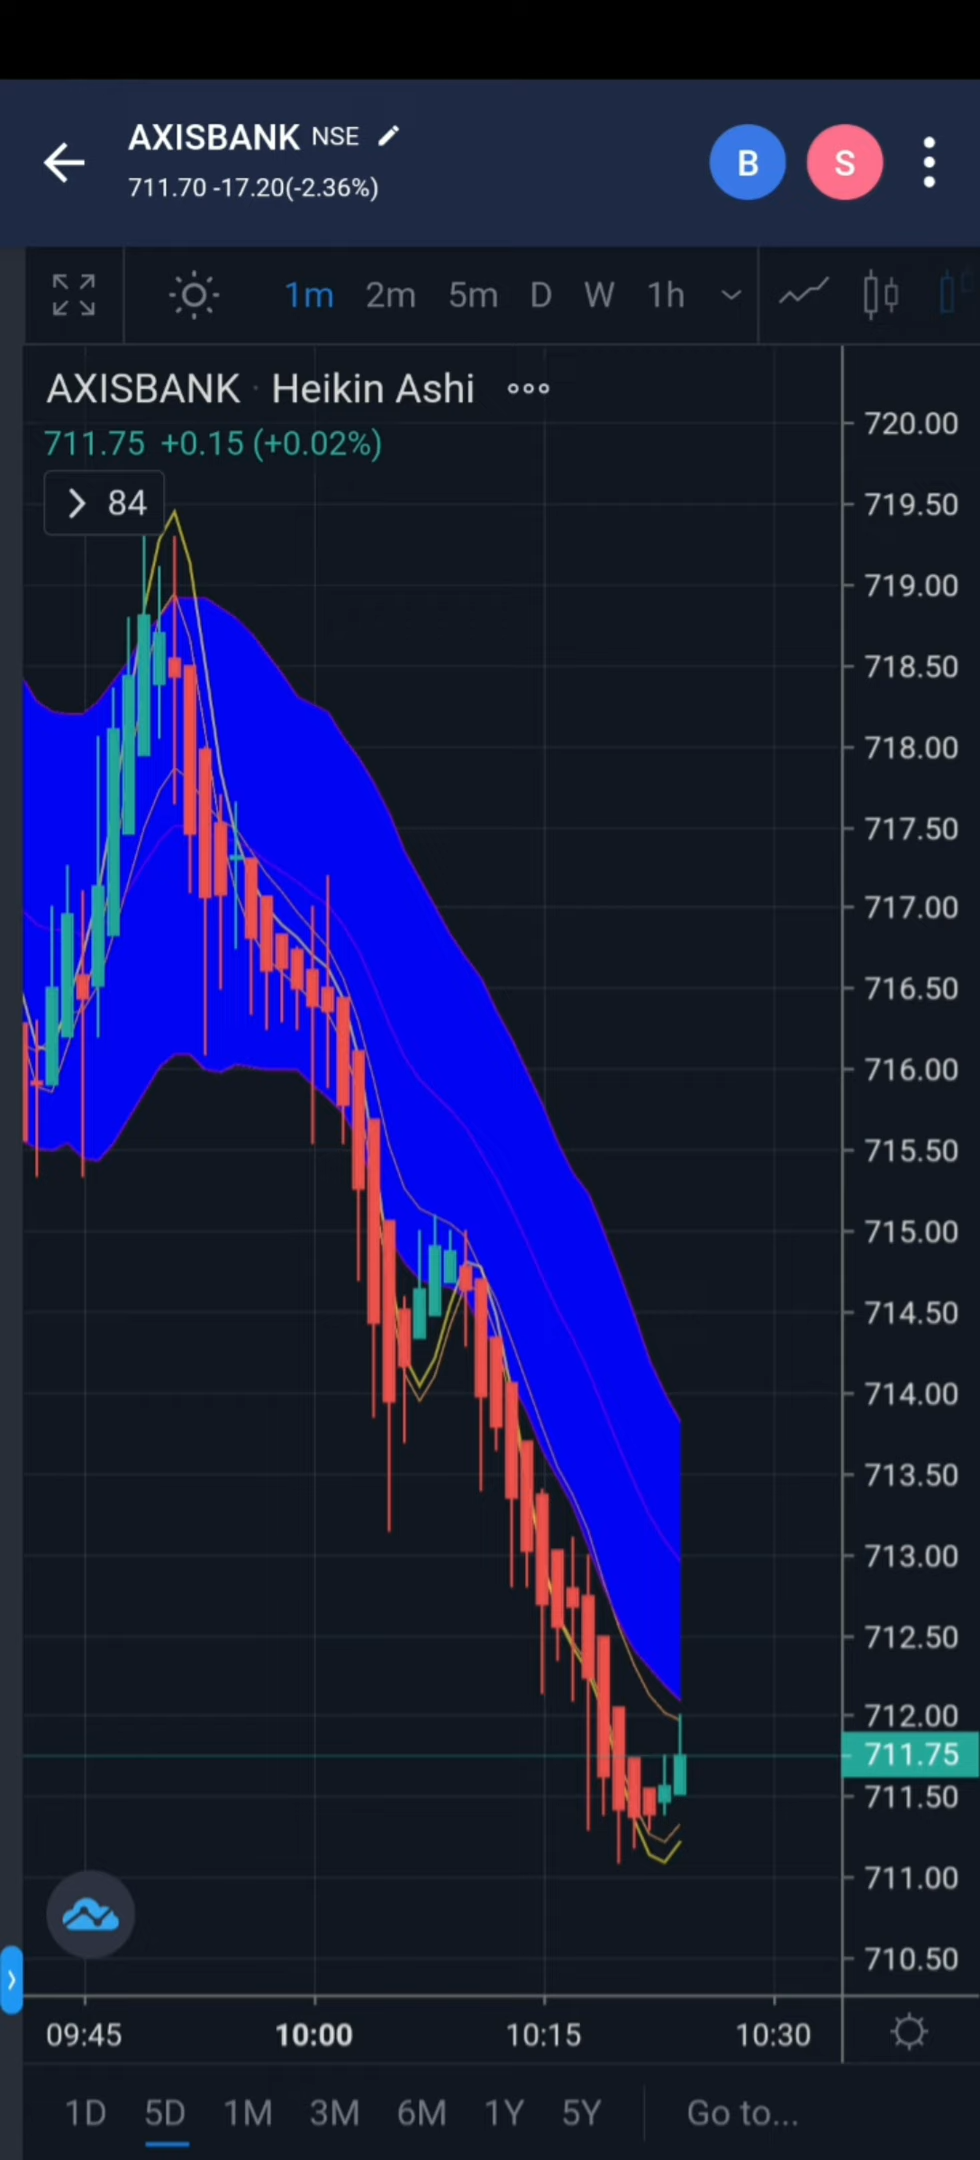 AXISBANK NSE
711.70 -17.20(-2.36%)
B
S
1m 2m 5m D W 1h
AXISBANK · Heikin Ashi
711.75 +0.15 (+0.02%)
84
720.00
719.50
719.00
718.50
718.00
717.50
717.00
716.50
716.00
715.50
715.00
714.50
714.00
713.50
713.00
712.50
712.00
711.75
711.50
711.00
710.50
09:45 10:00 10:15 10:30
1D 5D 1M 3M 6M 1Y 5Y Go to...